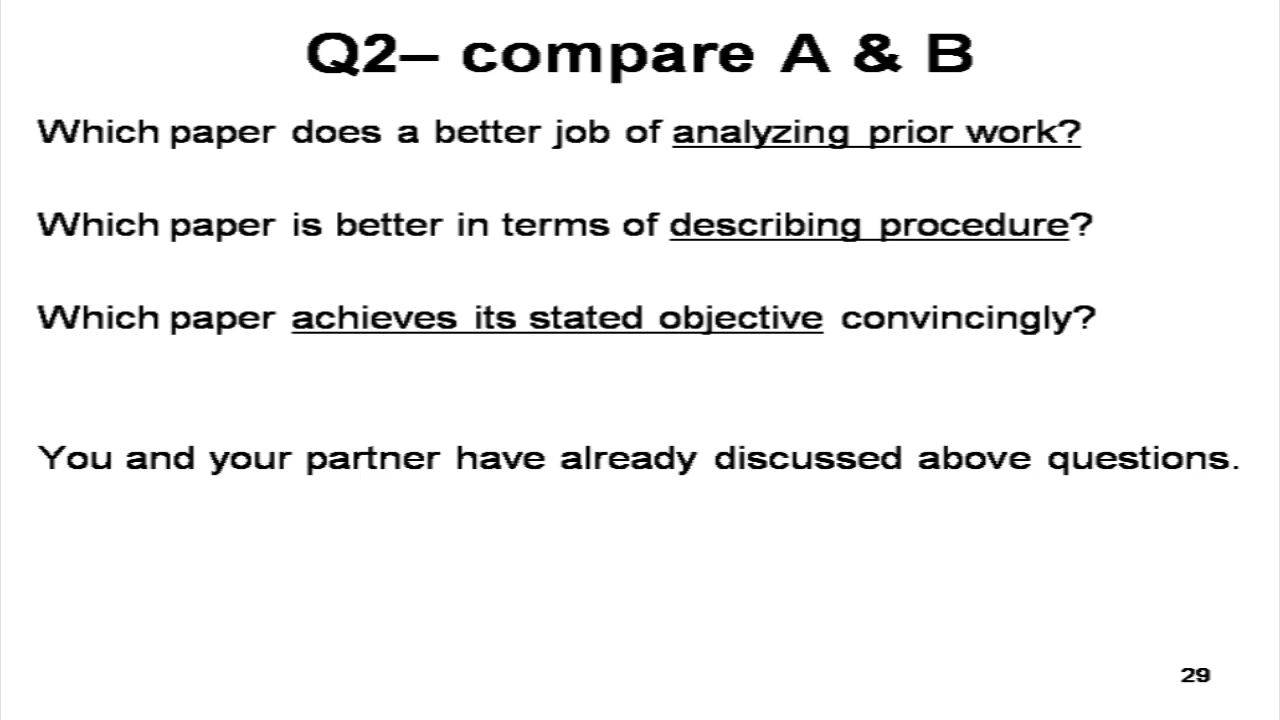 Q2– compare A & B
Which paper does a better job of analyzing prior work?
Which paper is better in terms of describing procedure?
Which paper achieves its stated objective convincingly?
You and your partner have already discussed above questions.
29